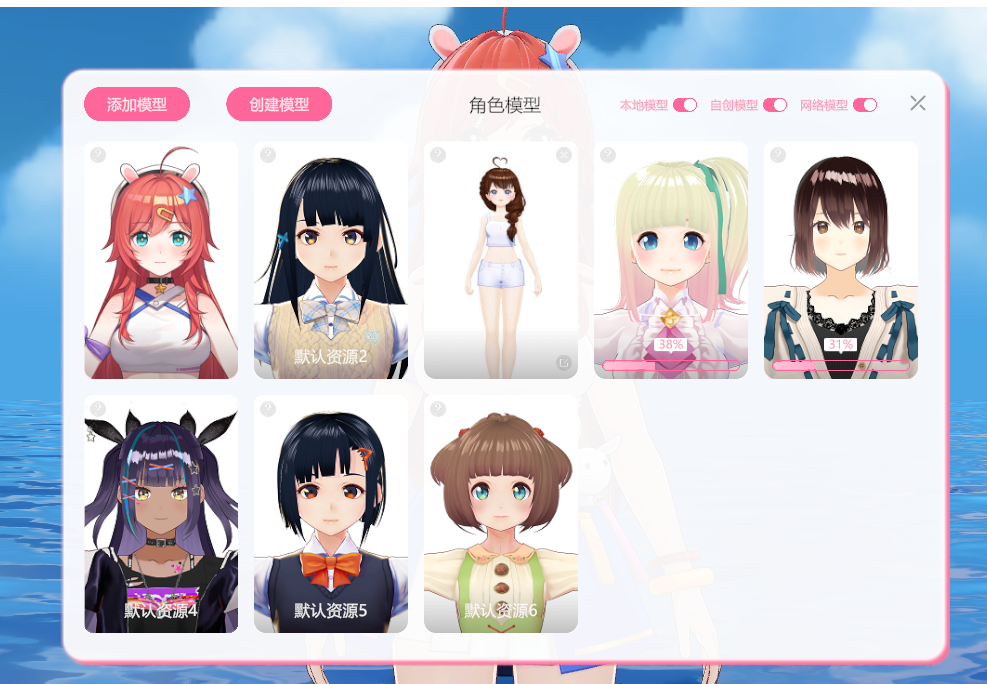 添加模型
创建模型
角色模型
本地模型
自创模型
网络模型
默认资源2
38%
31%
默认资源4
默认资源5
默认资源6